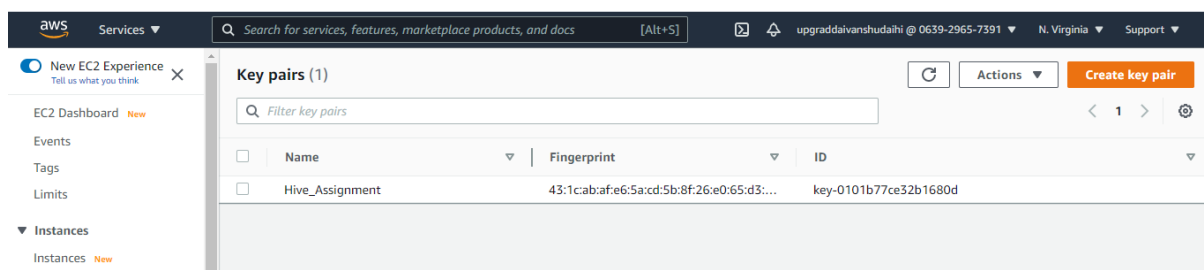 aws Services ▼ Search for services, features, marketplace products, and docs [Alt+S] upgraddaivanshudaihi @ 0639-2965-7391 ▼ N. Virginia ▼ Support ▼
New EC2 Experience
Tell us what you think
EC2 Dashboard New
Events
Tags
Limits
▼ Instances
Instances New
Key pairs (1) Actions ▼ Create key pair
Filter key pairs < 1 >
Name Fingerprint ID
Hive_Assignment 43:1c:ab:af:e6:5a:cd:5b:8f:26:e0:65:d3:... key-0101b77ce32b1680d